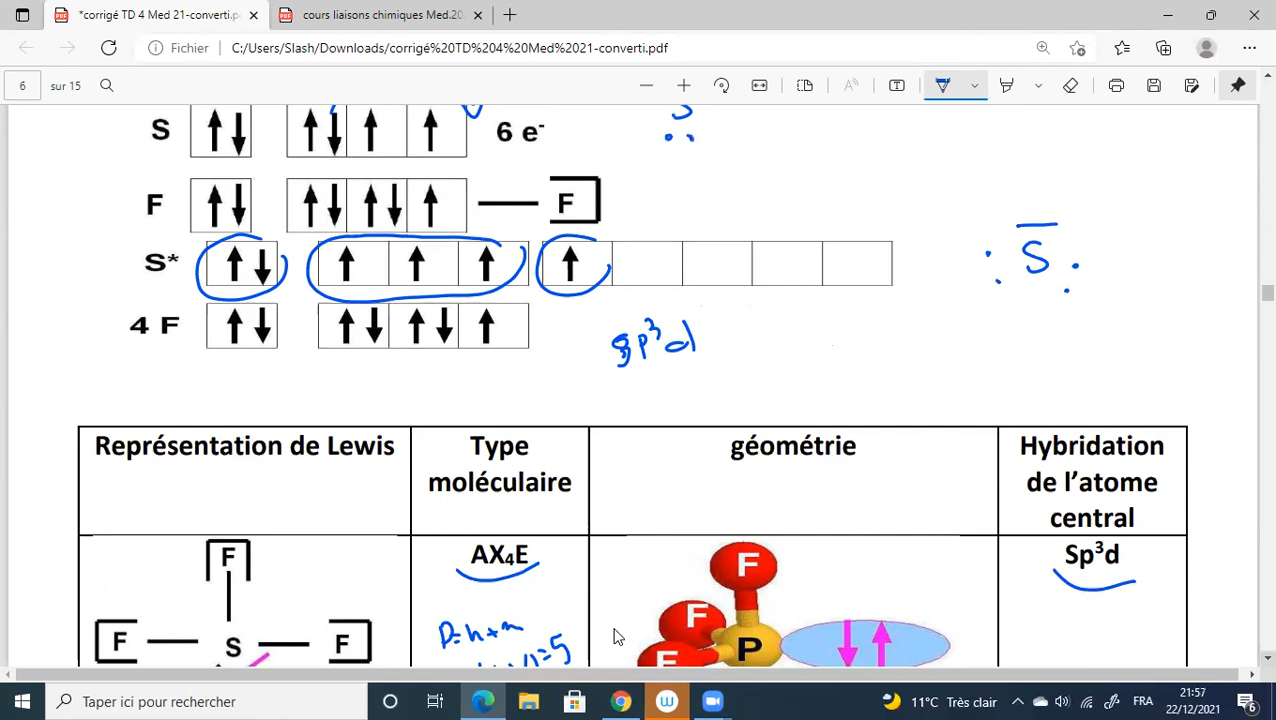 *corrigé TD 4 Med 21-converti.p
cours liaisons chimiques Med.20
Fichier
C:/Users/Slash/Downloads/corrigé%20TD%204%20Med%2021-converti.pdf
6 sur 15
S 6 e-
S
F F
S*
S
4 F
sp³d
Représentation de Lewis
Type moléculaire
géométrie
Hybridation de l'atome central
F
AX₄E
F
Sp³d
F S F
P=n+m
F
P
F
=5
Taper ici pour rechercher
11°C Très clair
FRA
21:57
22/12/2021
6